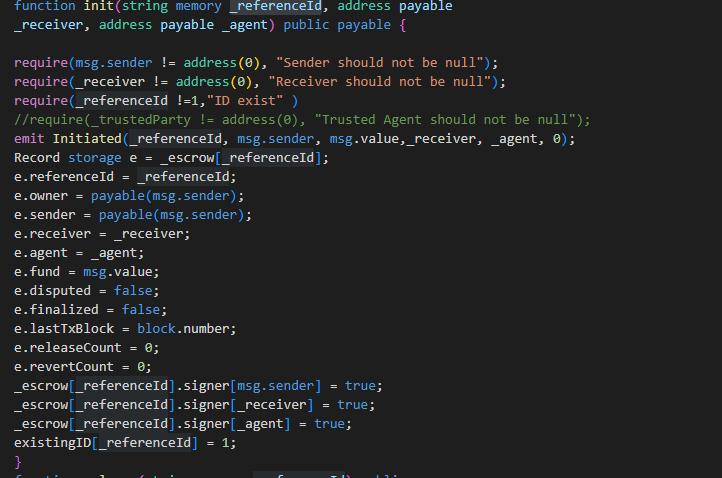 function init(string memory _referenceId, address payable
_receiver, address payable _agent) public payable {
require(msg.sender != address(0), "Sender should not be null");
require(_receiver != address(0), "Receiver should not be null");
require(_referenceId !=1,"ID exist" )
//require(_trustedParty != address(0), "Trusted Agent should not be null");
emit Initiated(_referenceId, msg.sender, msg.value,_receiver, _agent, 0);
Record storage e = _escrow[_referenceId];
e.referenceId = _referenceId;
e.owner = payable(msg.sender);
e.sender = payable(msg.sender);
e.receiver = _receiver;
e.agent = _agent;
e.fund = msg.value;
e.disputed = false;
e.finalized = false;
e.lastTxBlock = block.number;
e.releaseCount = 0;
e.revertCount = 0;
_escrow[_referenceId].signer[msg.sender] = true;
_escrow[_referenceId].signer[_receiver] = true;
_escrow[_referenceId].signer[_agent] = true;
existingID[_referenceId] = 1;
}